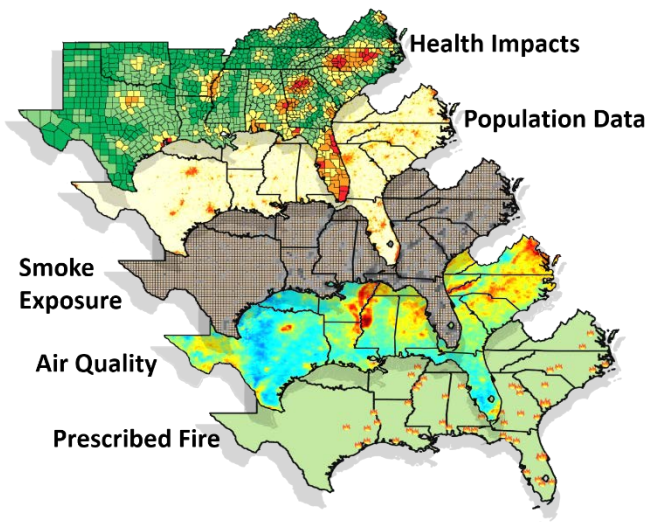 Health Impacts
Population Data
Smoke
Exposure
Air Quality
Prescribed Fire